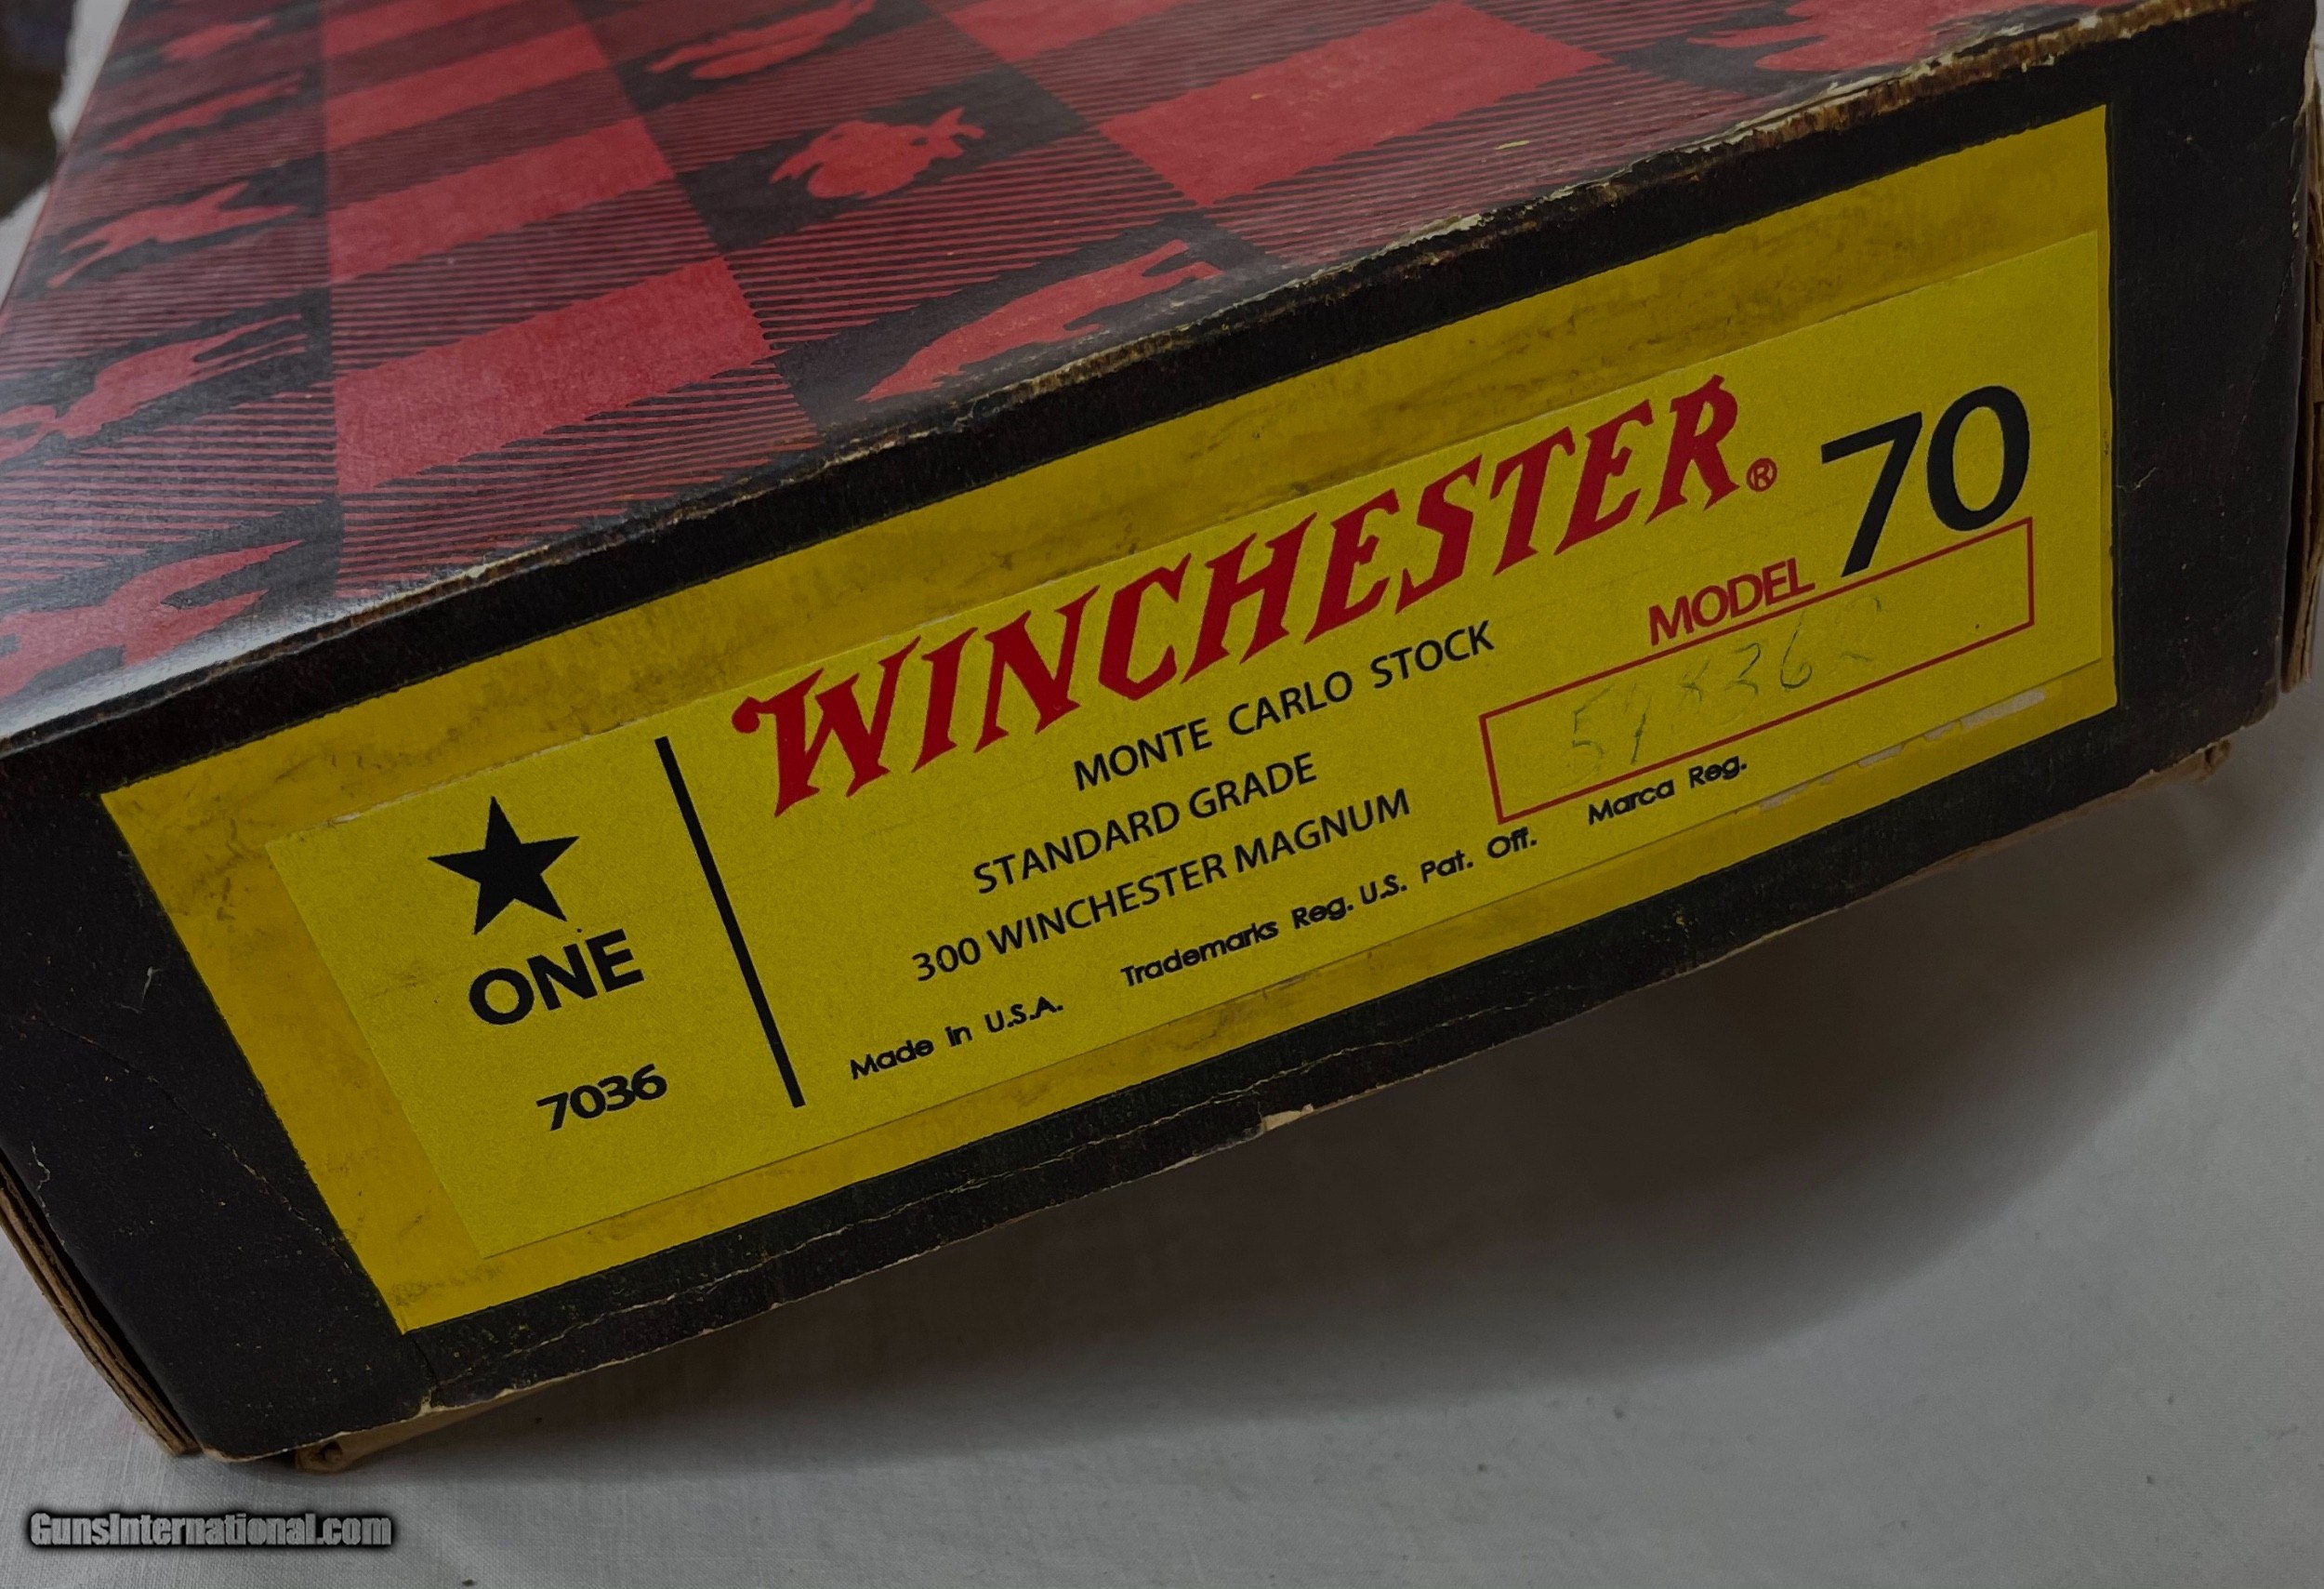 WINCHESTER® MODEL 70
MONTE CARLO STOCK
STANDARD GRADE
300 WINCHESTER MAGNUM
Made in U.S.A. Trademarks Reg. U.S. Pat. Off. Marca Reg.
★
ONE
7036
GunsInternational.com